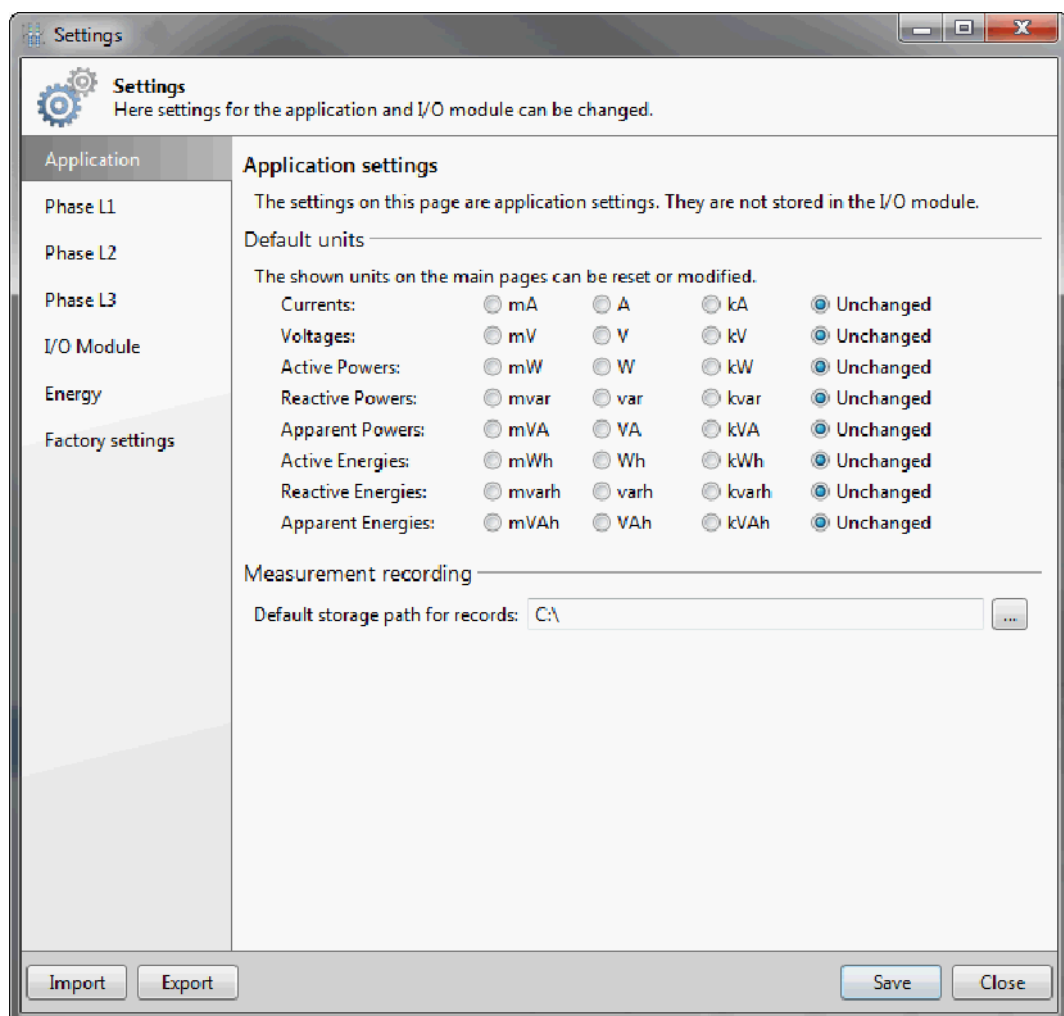 Settings
Settings
Here settings for the application and I/O module can be changed.
Application
Phase L1
Phase L2
Phase L3
I/O Module
Energy
Factory settings
Application settings
The settings on this page are application settings. They are not stored in the I/O module.
Default units
The shown units on the main pages can be reset or modified.
Currents: mA A kA Unchanged
Voltages: mV V kV Unchanged
Active Powers: mW W kW Unchanged
Reactive Powers: mvar var kvar Unchanged
Apparent Powers: mVA VA kVA Unchanged
Active Energies: mWh Wh kWh Unchanged
Reactive Energies: mvarh varh kvarh Unchanged
Apparent Energies: mVAh VAh kVAh Unchanged
Measurement recording
Default storage path for records: C:\ ...
Import Export Save Close